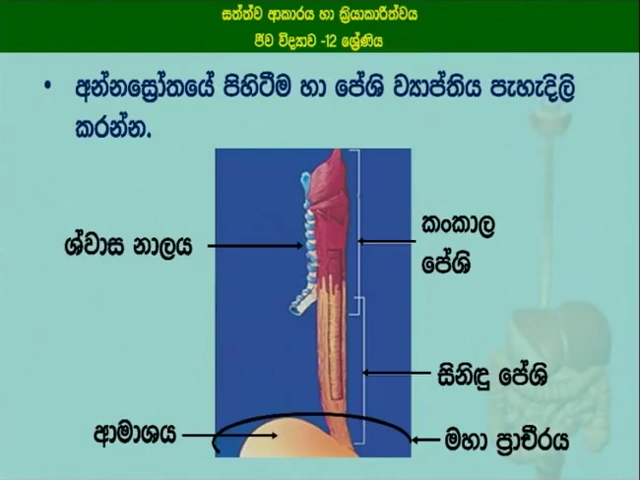 සත්ත්ව ආකාරය හා ක්‍රියාකාරීත්වය
ජීව විද්‍යාව -12 ශ්‍රේණිය
• අන්නස්‍රෝතයේ පිහිටීම හා පේශි ව්‍යාප්තිය පැහැදිලි
කරන්න.
ශ්වාස නාලය
කංකාල
පේශි
සිනිඳු පේශි
ආමාශය
මහා ප්‍රාචීරය